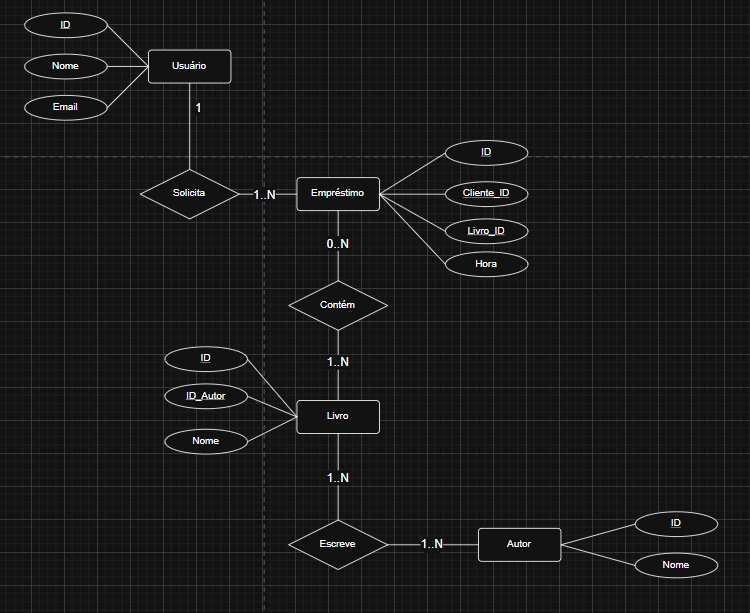 ID
Nome
Usuário
Email
1
ID
Solicita
1..N
Empréstimo
Cliente_ID
Livro_ID
0..N
Hora
Contém
ID
1..N
ID_Autor
Livro
Nome
1..N
ID
Escreve
1..N
Autor
Nome